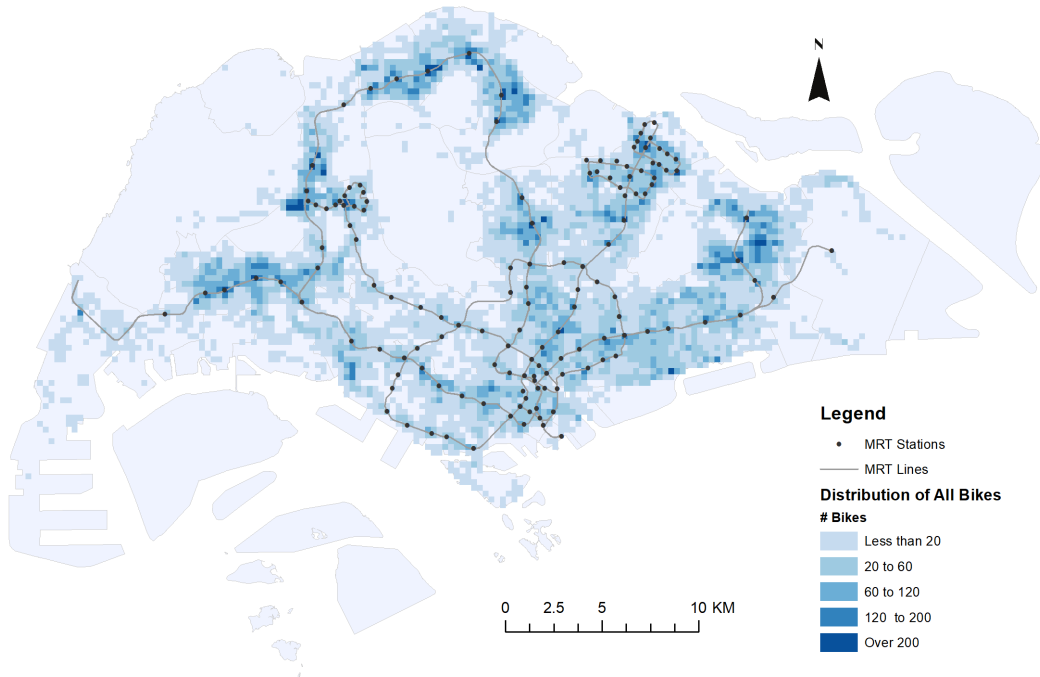 N
Legend
MRT Stations
MRT Lines
Distribution of All Bikes
# Bikes
Less than 20
20 to 60
60 to 120
120 to 200
Over 200
0 2.5 5 10 KM